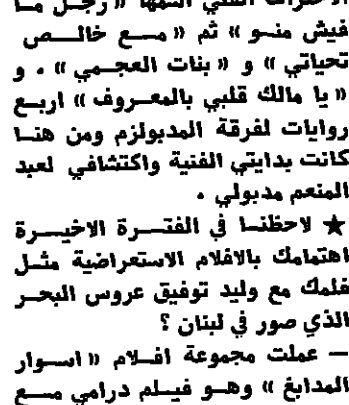 الاحتراف الفني اسمها « رجل ما
فيش منو » ثم « مع خالص
تحياتي » و « بنات العجمي » . و
« يا مالك قلبي بالمعروف » اربع
روايات لفرقة المدبولزم ومن هنا
كانت بدايتي الفنية واكتشافي لعبد
المنعم مدبولي .
★ لاحظنا في الفترة الاخيرة
اهتمامك بالافلام الاستعراضية مثل
فلمك مع وليد توفيق عروس البحر
الذي صور في لبنان ؟
— عملت مجموعة افلام « اسوار
المدابغ » وهو فيلم درامي مع